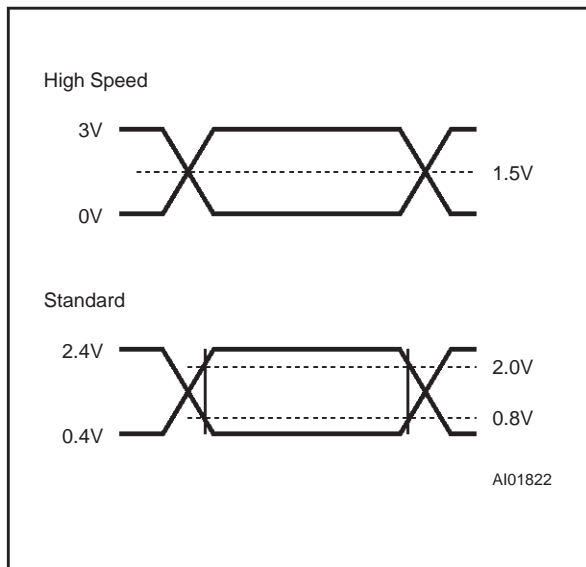 High Speed
3V
1.5V
0V
Standard
2.4V
2.0V
0.8V
0.4V
AI01822